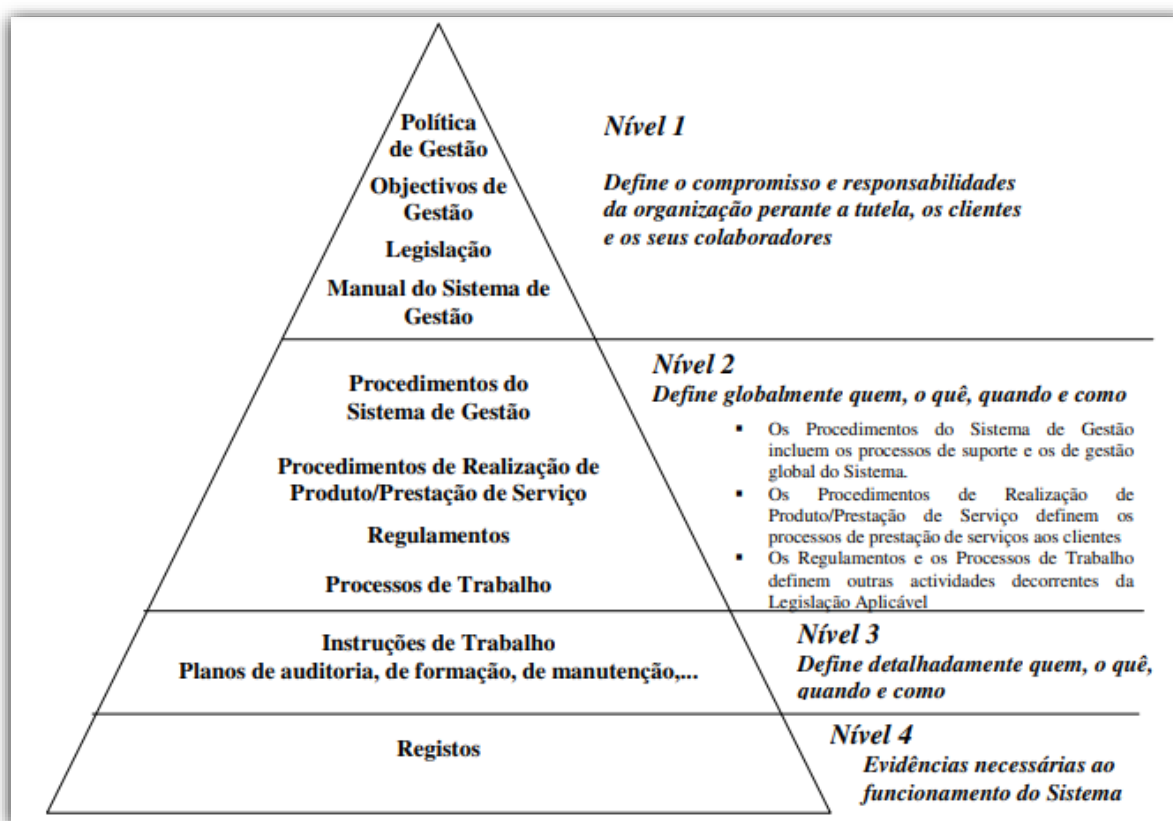 Política
de Gestão
Objectivos de
Gestão
Legislação
Manual do Sistema de
Gestão
Nível 1
Define o compromisso e responsabilidades
da organização perante a tutela, os clientes
e os seus colaboradores
Procedimentos do
Sistema de Gestão
Procedimentos de Realização de
Produto/Prestação de Serviço
Regulamentos
Processos de Trabalho
Nível 2
Define globalmente quem, o quê, quando e como
▪ Os Procedimentos do Sistema de Gestão
incluem os processos de suporte e os de gestão
global do Sistema.
▪ Os Procedimentos de Realização de
Produto/Prestação de Serviço definem os
processos de prestação de serviços aos clientes
▪ Os Regulamentos e os Processos de Trabalho
definem outras actividades decorrentes da
Legislação Aplicável
Instruções de Trabalho
Planos de auditoria, de formação, de manutenção,...
Nível 3
Define detalhadamente quem, o quê,
quando e como
Registos
Nível 4
Evidências necessárias ao
funcionamento do Sistema